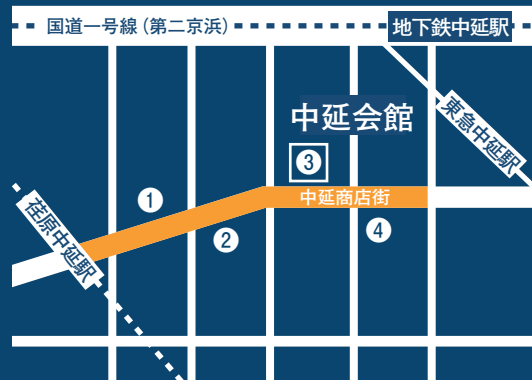 国道一号線（第二京浜）
地下鉄中延駅
東急中延駅
中延会館
③
中延商店街
①
②
④
荏原中延駅